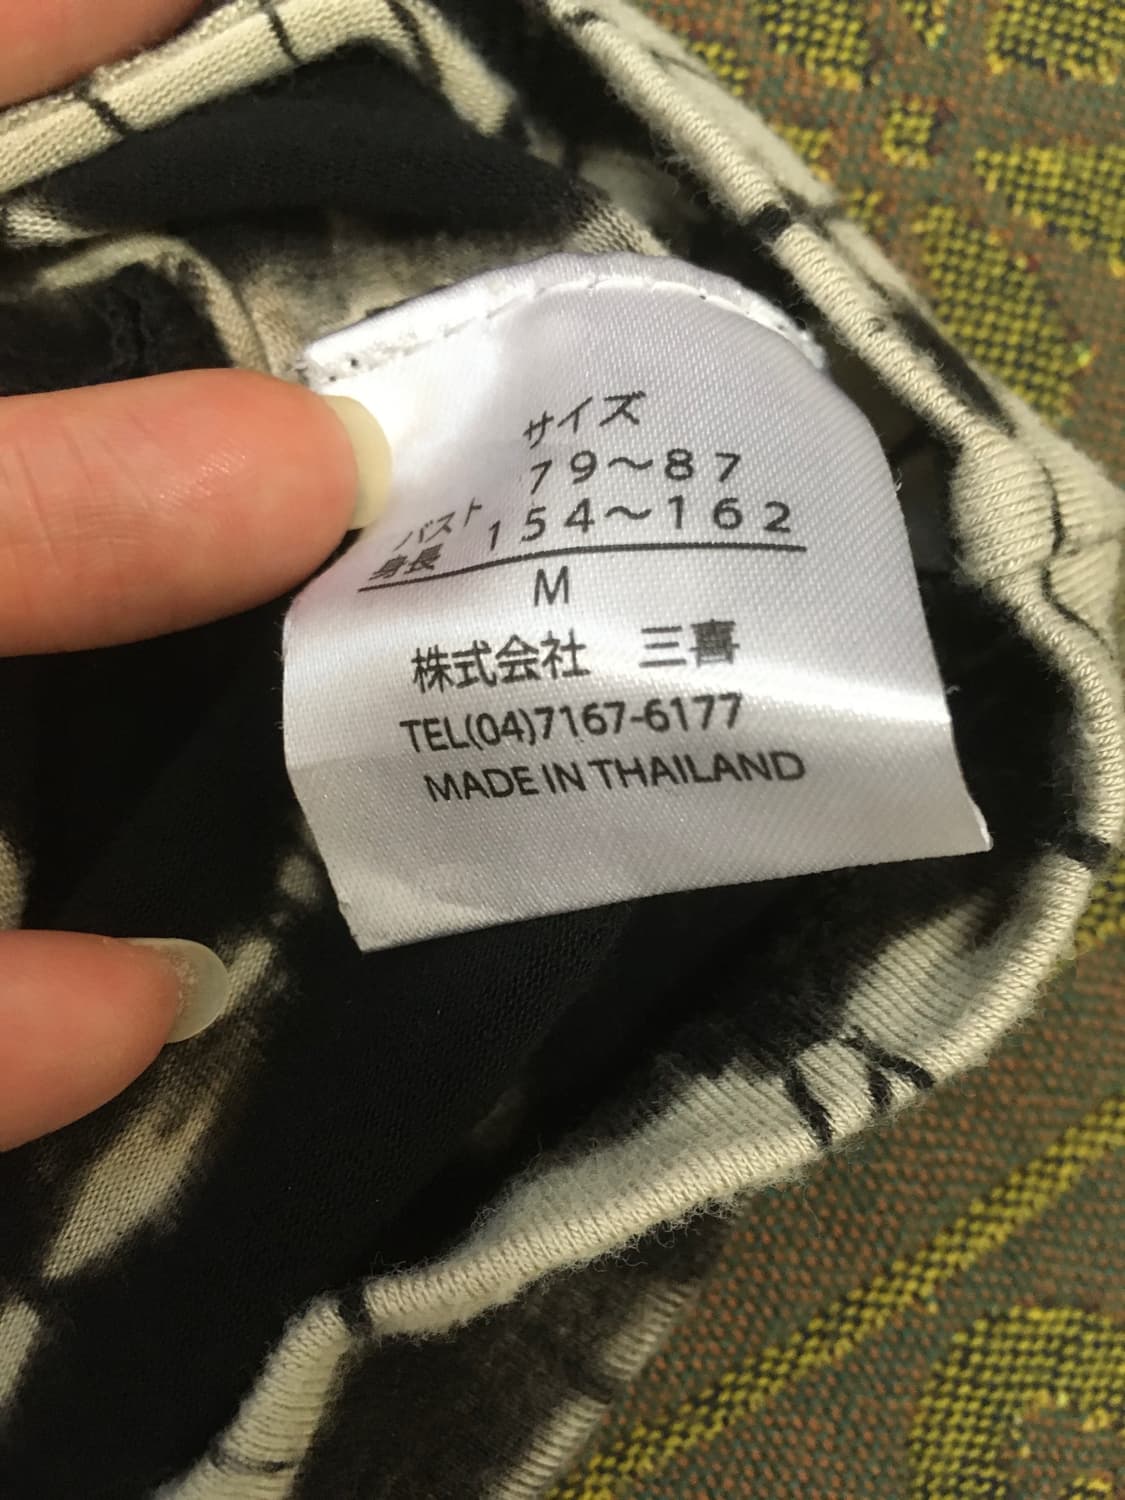 サイズ
バスト 79〜87
身長 154〜162
M
株式会社 三喜
TEL(04)7167-6177
MADE IN THAILAND